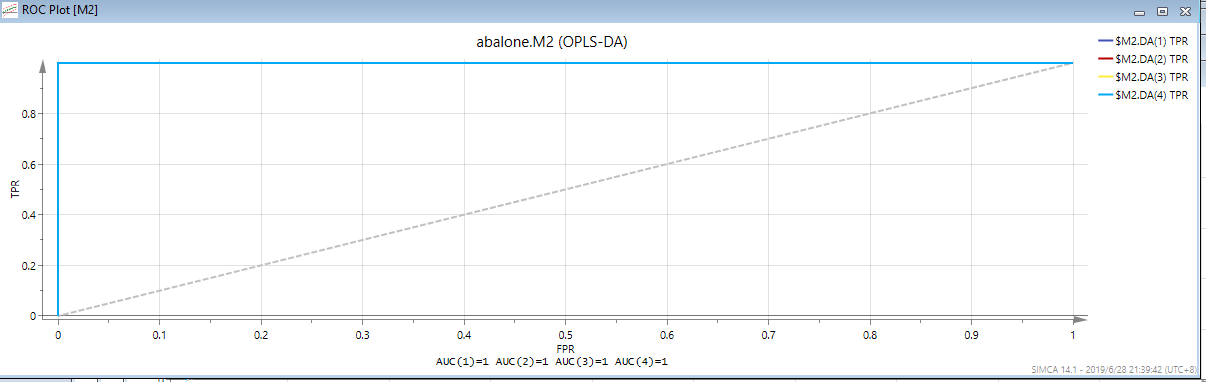 ROC Plot [M2]
abalone.M2 (OPLS-DA)
$M2.DA(1) TPR
$M2.DA(2) TPR
$M2.DA(3) TPR
$M2.DA(4) TPR
TPR
0.8
0.6
0.4
0.2
0
0 0.1 0.2 0.3 0.4 0.5 0.6 0.7 0.8 0.9 1
FPR
AUC(1)=1 AUC(2)=1 AUC(3)=1 AUC(4)=1
SIMCA 14.1 - 2019/6/28 21:39:42 (UTC+8)